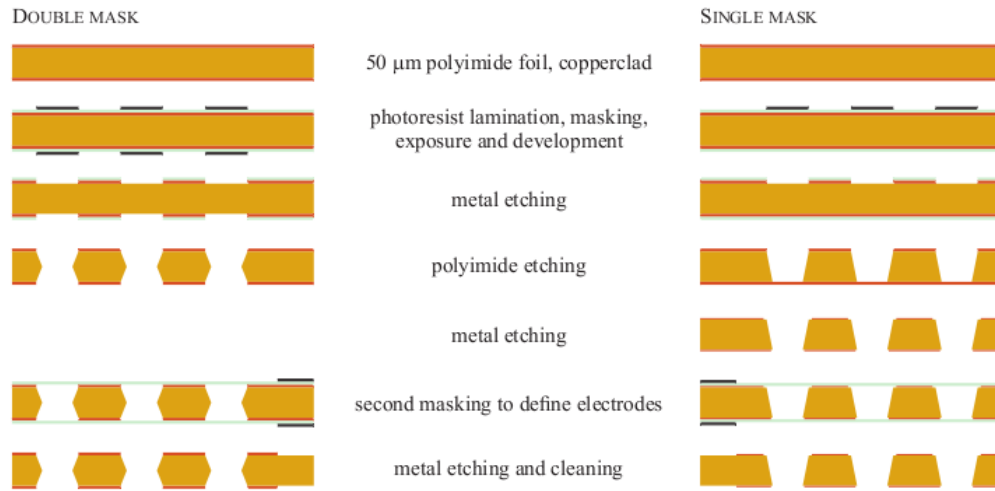 DOUBLE MASK
SINGLE MASK
50 μm polyimide foil, copperclad
photoresist lamination, masking,
exposure and development
metal etching
polyimide etching
metal etching
second masking to define electrodes
metal etching and cleaning